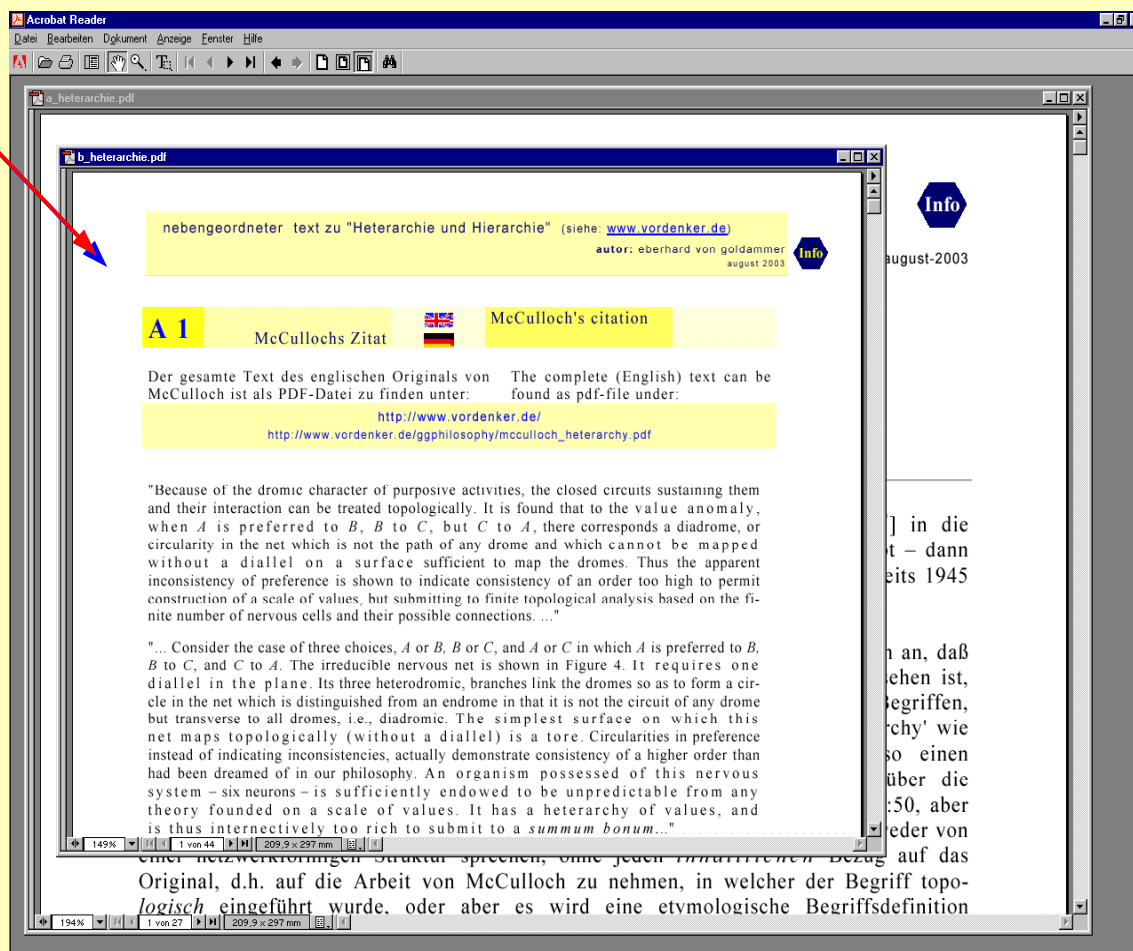 Acrobat Reader
Datei Bearbeiten Dokument Anzeige Fenster Hilfe
a_heterarchie.pdf
b_heterarchie.pdf
nebengeordneter text zu "Heterarchie und Hierarchie" (siehe: www.vordenker.de)
autor: eberhard von goldammer
august 2003
Info
Info
august-2003
A 1
McCullochs Zitat
McCulloch's citation
Der gesamte Text des englischen Originals von
McCulloch ist als PDF-Datei zu finden unter:
The complete (English) text can be
found as pdf-file under:
http://www.vordenker.de/
http://www.vordenker.de/ggphilosophy/mcculloch_heterarchy.pdf
"Because of the dromic character of purposive activities, the closed circuits sustaining them
and their interaction can be treated topologically. It is found that to the value anomaly,
when A is preferred to B, B to C, but C to A, there corresponds a diadrome, or
circularity in the net which is not the path of any drome and which cannot be mapped
without a diallel on a surface sufficient to map the dromes. Thus the apparent
inconsistency of preference is shown to indicate consistency of an order too high to permit
construction of a scale of values, but submitting to finite topological analysis based on the fi-
nite number of nervous cells and their possible connections. ..."
"... Consider the case of three choices, A or B, B or C, and A or C in which A is preferred to B,
B to C, and C to A. The irreducible nervous net is shown in Figure 4. It requires one
diallel in the plane. Its three heterodromic, branches link the dromes so as to form a cir-
cle in the net which is distinguished from an endrome in that it is not the circuit of any drome
but transverse to all dromes, i.e., diadromic. The simplest surface on which this
net maps topologically (without a diallel) is a tore. Circularities in preference
instead of indicating inconsistencies, actually demonstrate consistency of a higher order than
had been dreamed of in our philosophy. An organism possessed of this nervous
system – six neurons – is sufficiently endowed to be unpredictable from any
theory founded on a scale of values. It has a heterarchy of values, and
is thus internectively too rich to submit to a summum bonum..."
149%
1 von 44
209,9 × 297 mm
] in die
t – dann
eits 1945
n an, daß
ehen ist,
Begriffen,
rchy' wie
so einen
über die
:50, aber
weder von
einer netzwerkförmigen Struktur sprechen, ohne jeden inhaltlichen Bezug auf das
Original, d.h. auf die Arbeit von McCulloch zu nehmen, in welcher der Begriff topo-
logisch eingeführt wurde, oder aber es wird eine etymologische Begriffsdefinition
194%
1 von 27
209,9 × 297 mm